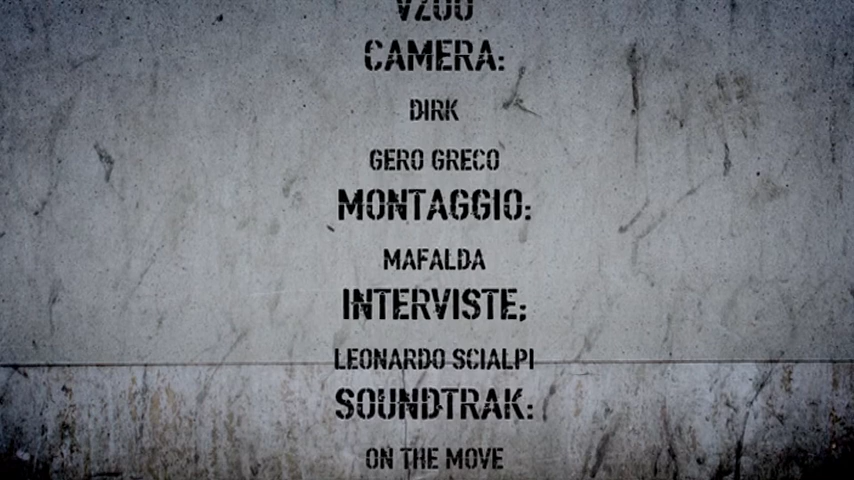 CAMERA:
DIRK
GERO GRECO
MONTAGGIO:
MAFALDA
INTERVISTE:
LEONARDO SCIALPI
SOUNDTRAK:
ON THE MOVE